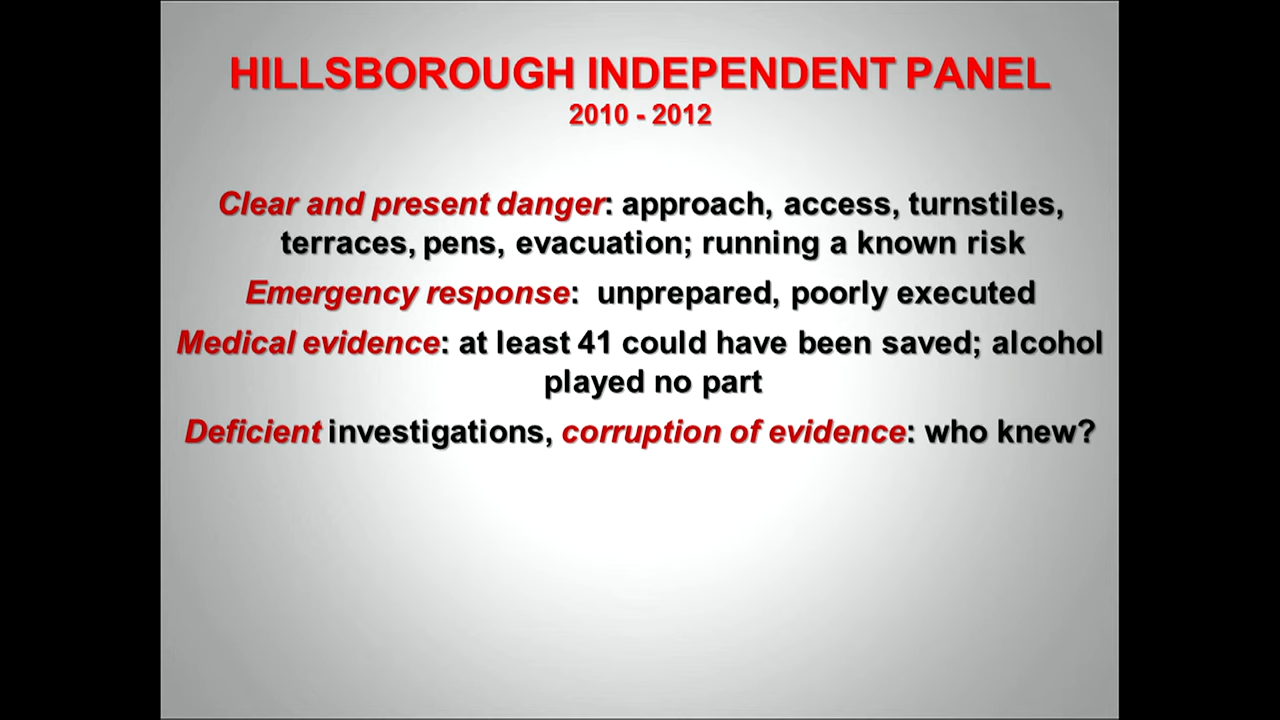 HILLSBOROUGH INDEPENDENT PANEL
2010 - 2012
Clear and present danger: approach, access, turnstiles,
terraces, pens, evacuation; running a known risk
Emergency response:  unprepared, poorly executed
Medical evidence: at least 41 could have been saved; alcohol
played no part
Deficient investigations, corruption of evidence: who knew?